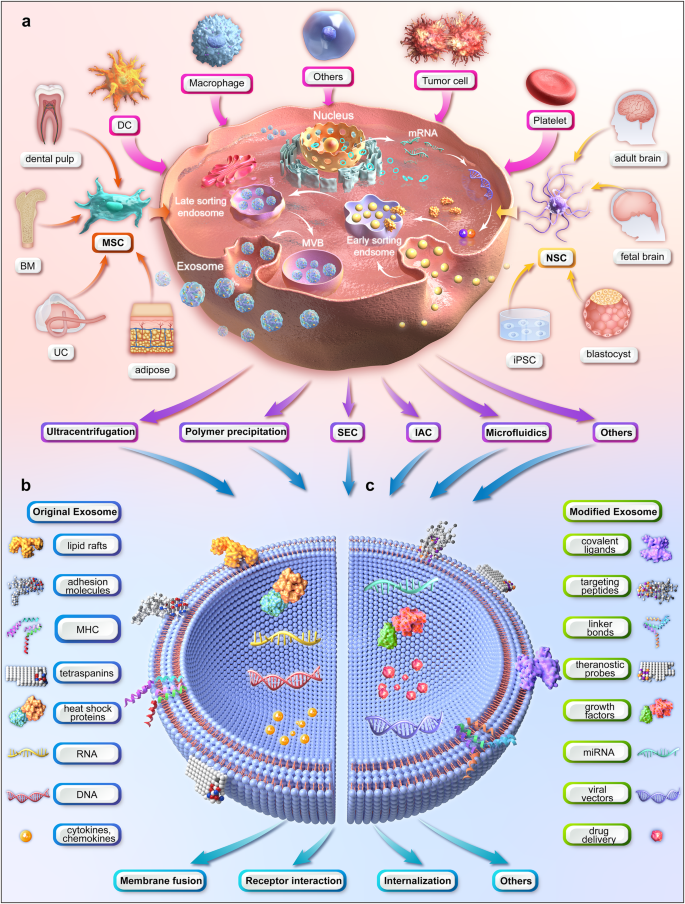 a
Macrophage
Others
Tumor cell
DC
Platelet
dental pulp
adult brain
Nucleus
mRNA
Late sorting
endosome
BM
MSC
MVB
Early sorting
endsome
NSC
fetal brain
Exosome
UC
adipose
iPSC
blastocyst
Ultracentrifugation
Polymer precipitation
SEC
IAC
Microfluidics
Others
b
c
Original Exosome
lipid rafts
adhesion
molecules
MHC
tetraspanins
heat shock
proteins
RNA
DNA
cytokines,
chemokines
Modified Exosome
covalent
ligands
targeting
peptides
linker
bonds
theranostic
probes
growth
factors
miRNA
viral
vectors
drug
delivery
Membrane fusion
Receptor interaction
Internalization
Others